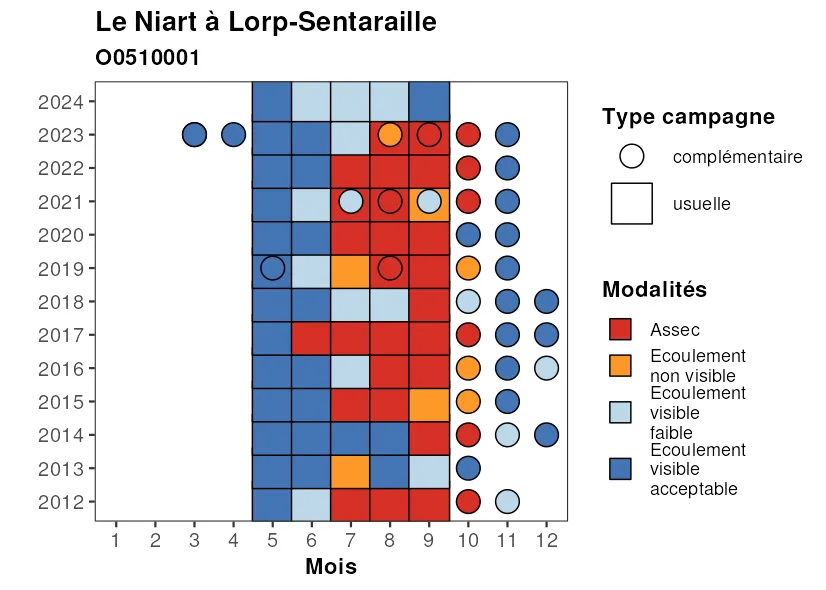 Le Niart à Lorp-Sentaraille
O0510001
2024
2023
2022
2021
2020
2019
2018
2017
2016
2015
2014
2013
2012
1 2 3 4 5 6 7 8 9 10 11 12
Mois
Type campagne
complémentaire
usuelle
Modalités
Assec
Ecoulement
non visible
Ecoulement
visible
faible
Ecoulement
visible
acceptable